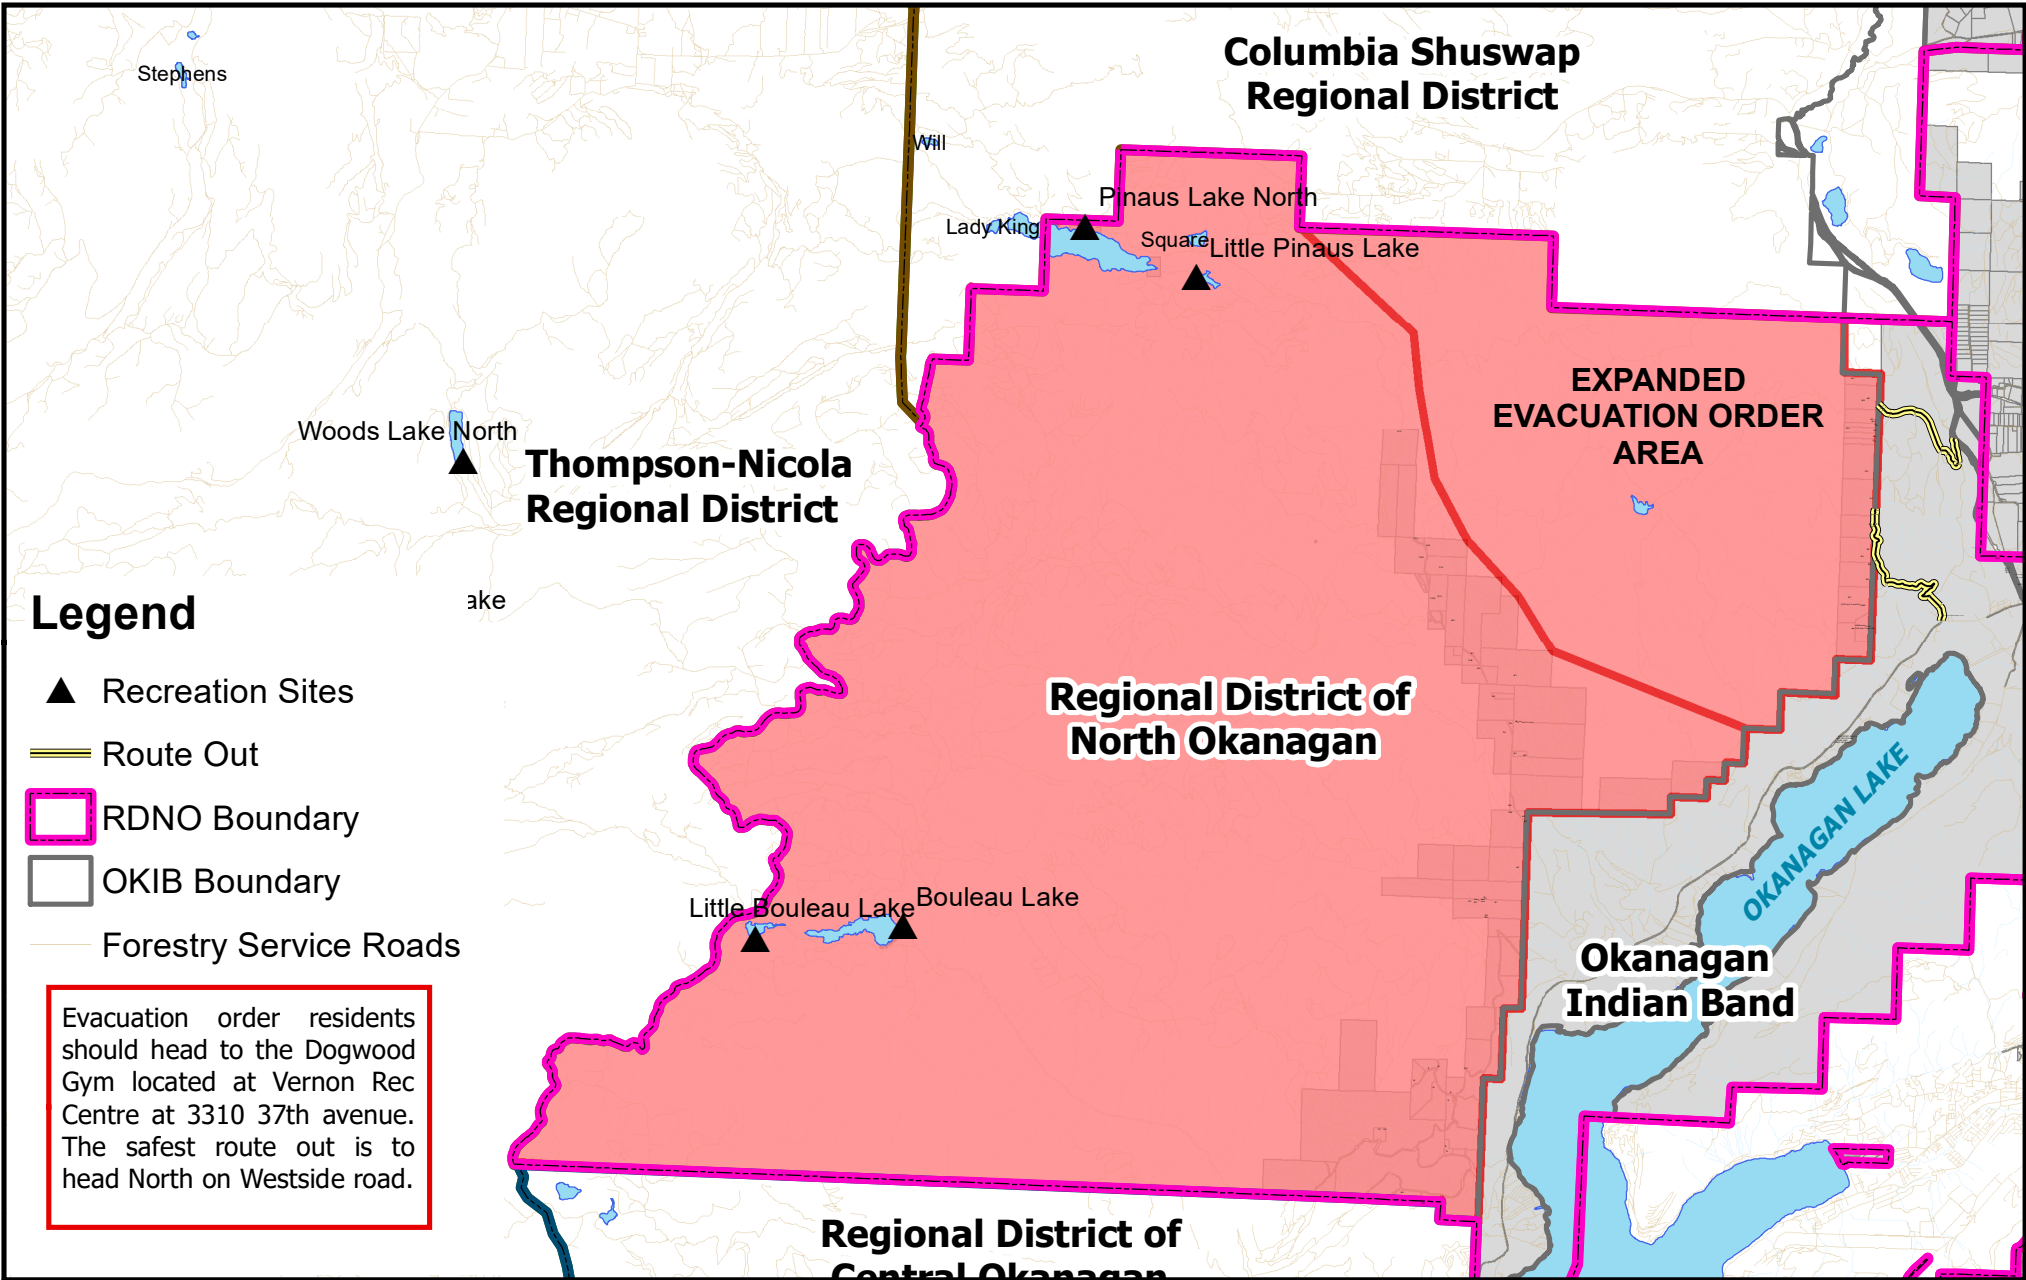 Columbia Shuswap
Regional District
Stephens
Will
Pinaus Lake North
Lady King
Square
Little Pinaus Lake
EXPANDED
EVACUATION ORDER
AREA
Woods Lake North
Thompson-Nicola
Regional District
ake
Legend
Recreation Sites
Route Out
RDNO Boundary
OKIB Boundary
Forestry Service Roads
Regional District of
North Okanagan
OKANAGAN LAKE
Little Bouleau Lake
Bouleau Lake
Okanagan
Indian Band
Evacuation order residents
should head to the Dogwood
Gym located at Vernon Rec
Centre at 3310 37th avenue.
The safest route out is to
head North on Westside road.
Regional District of
Central Okanagan